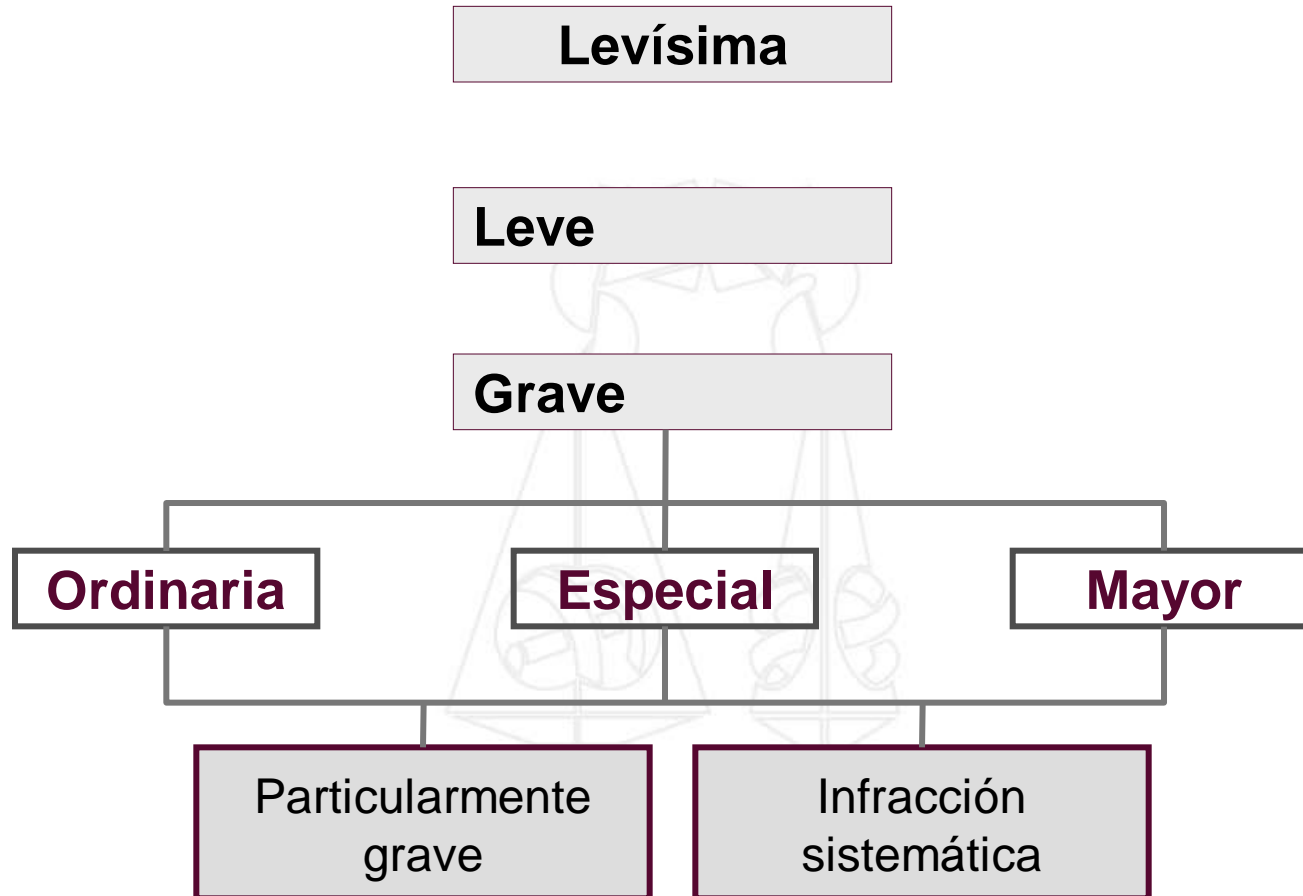 Levísima
Leve
Grave
Ordinaria
Especial
Mayor
Particularmente
grave
Infracción
sistemática